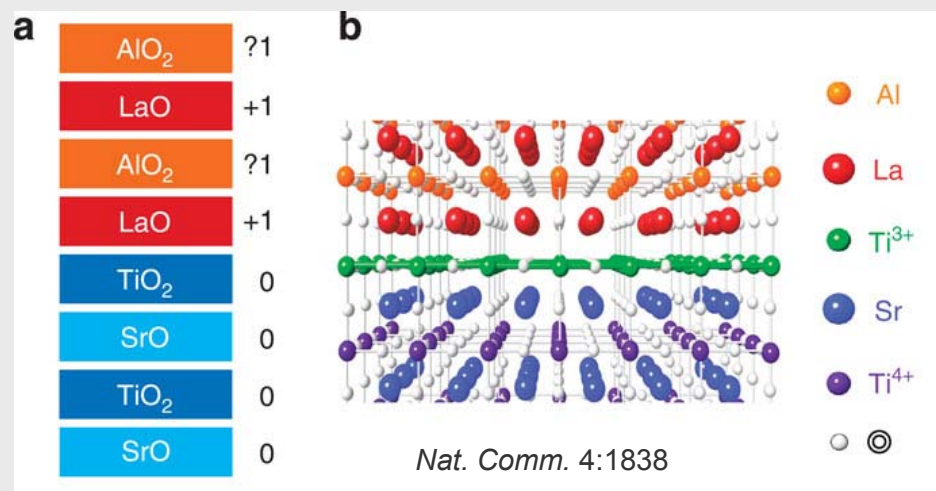 a
b
AlO₂ ?1
LaO +1
AlO₂ ?1
LaO +1
TiO₂ 0
SrO 0
TiO₂ 0
SrO 0
Al
La
Ti³⁺
Sr
Ti⁴⁺
◎
Nat. Comm. 4:1838